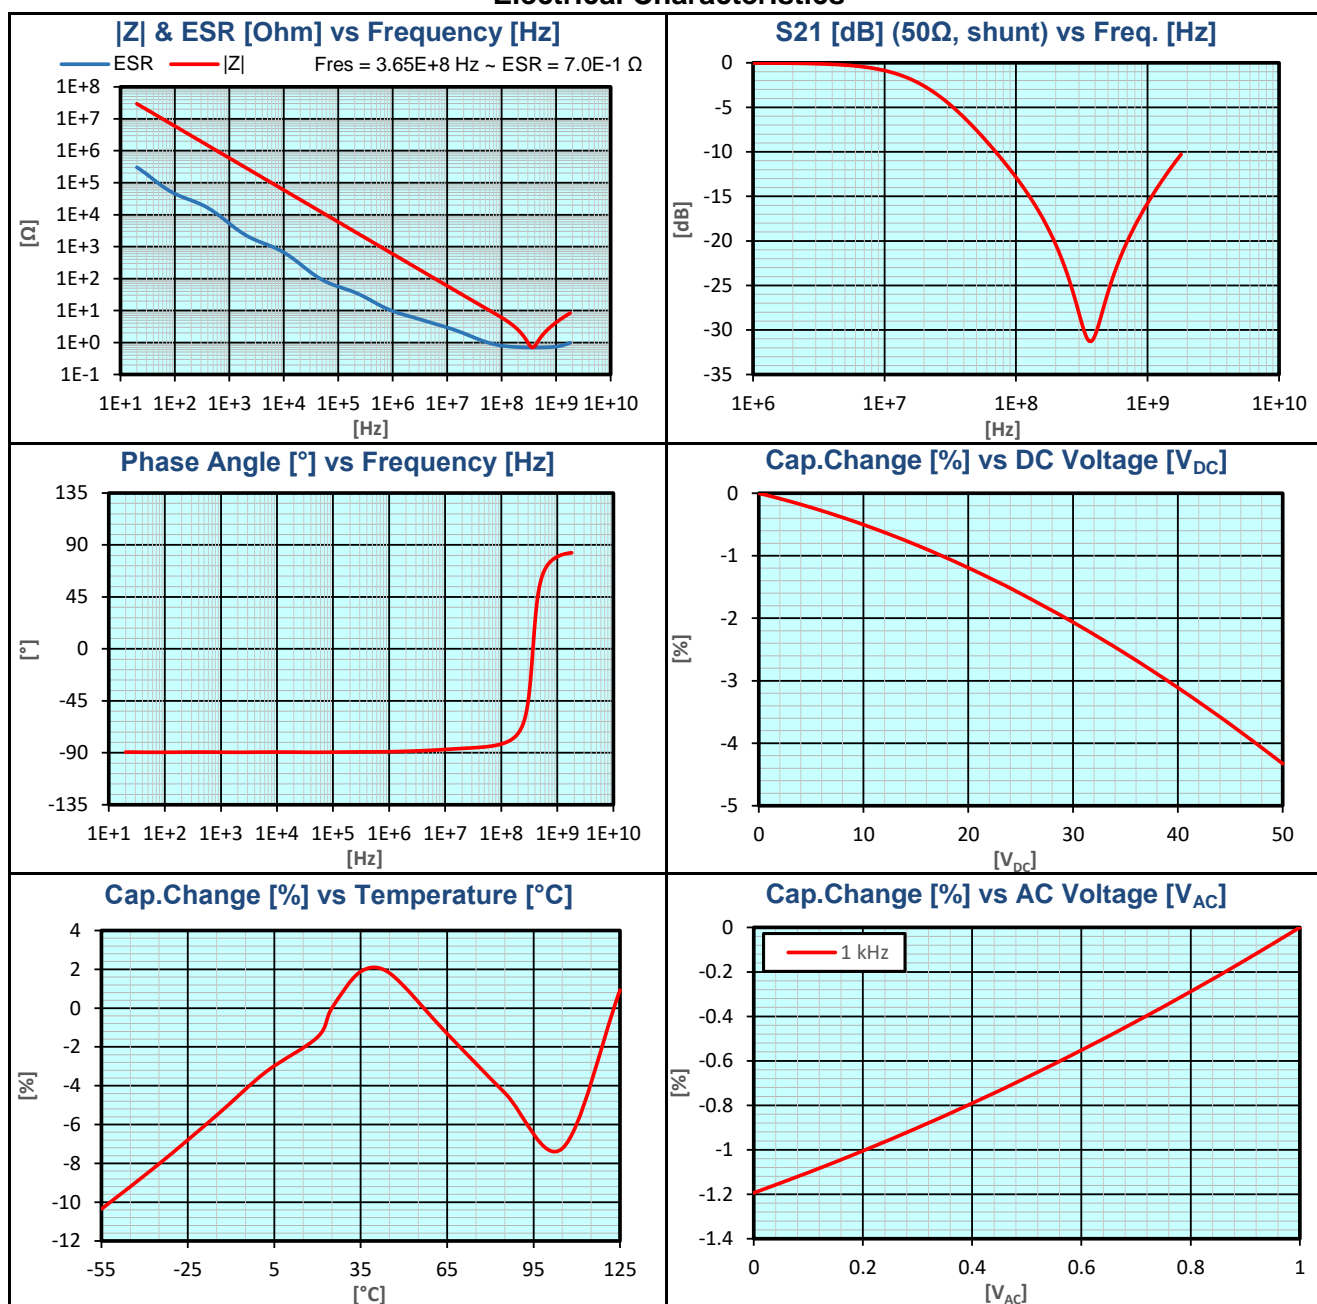 Electrical Characteristics
|Z| & ESR [Ohm] vs Frequency [Hz]
ESR |Z| Fres = 3.65E+8 Hz ~ ESR = 7.0E-1 Ω
1E+8
1E+7
1E+6
1E+5
1E+4
1E+3
1E+2
1E+1
1E+0
1E-1
[Ω]
1E+1 1E+2 1E+3 1E+4 1E+5 1E+6 1E+7 1E+8 1E+9 1E+10
[Hz]
S21 [dB] (50Ω, shunt) vs Freq. [Hz]
0
-5
-10
-15
-20
-25
-30
-35
[dB]
1E+6 1E+7 1E+8 1E+9 1E+10
[Hz]
Phase Angle [°] vs Frequency [Hz]
135
90
45
0
-45
-90
-135
[°]
1E+1 1E+2 1E+3 1E+4 1E+5 1E+6 1E+7 1E+8 1E+9 1E+10
[Hz]
Cap.Change [%] vs DC Voltage [VDC]
0
-1
-2
-3
-4
-5
[%]
0 10 20 30 40 50
[VDC]
Cap.Change [%] vs Temperature [°C]
4
2
0
-2
-4
-6
-8
-10
-12
[%]
-55 -25 5 35 65 95 125
[°C]
Cap.Change [%] vs AC Voltage [VAC]
1 kHz
0
-0.2
-0.4
-0.6
-0.8
-1
-1.2
-1.4
[%]
0 0.2 0.4 0.6 0.8 1
[VAC]